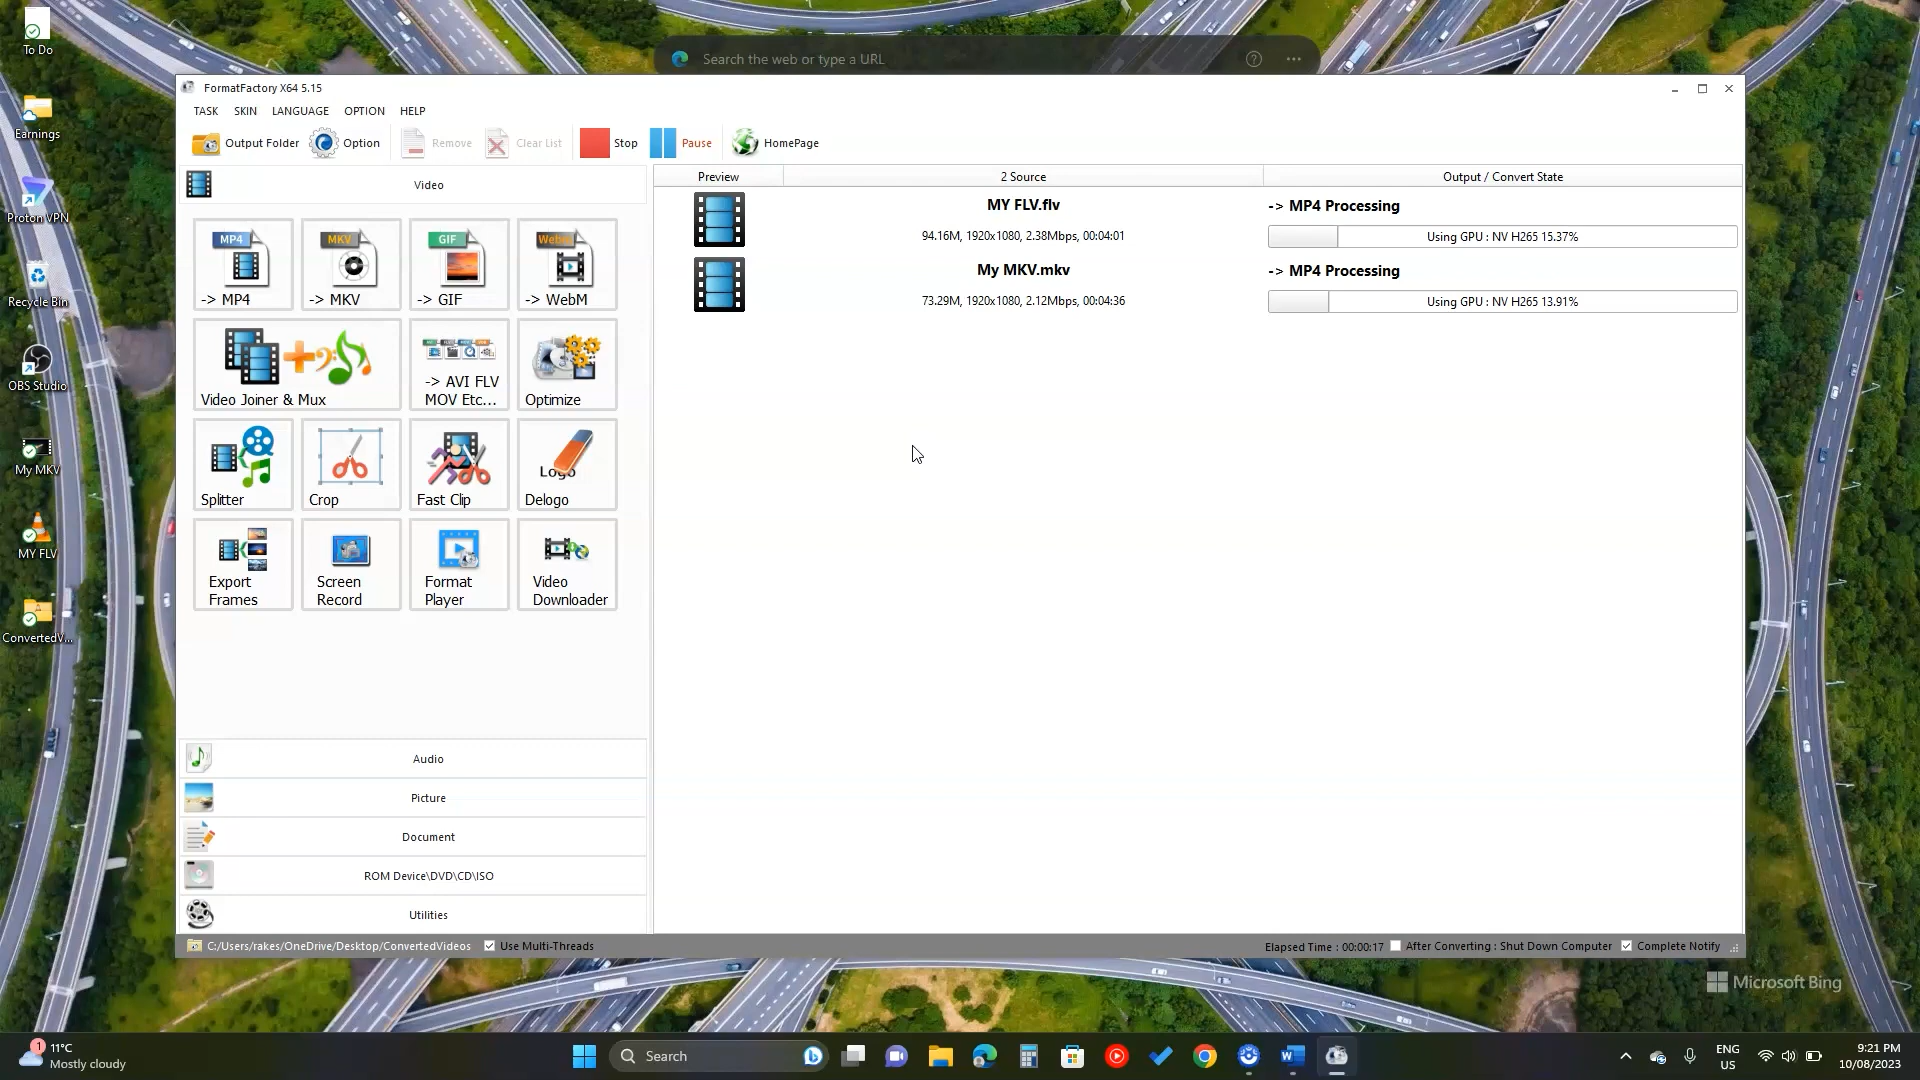 To Do
Earnings
Proton VPN
Recycle Bin
OBS Studio
My MKV
MY FLV
ConvertedV...
Search the web or type a URL
FormatFactory X64 5.15
TASK SKIN LANGUAGE OPTION HELP
Output Folder Option Remove Clear List Stop Pause HomePage
Video
MP4 MKV GIF WebM
-> MP4 -> MKV -> GIF -> WebM
Video Joiner & Mux
-> AVI FLV
MOV Etc...
Optimize
Logo
Splitter Crop Fast Clip Delogo
Export
Frames
Screen
Record
Format
Player
Video
Downloader
Audio
Picture
Document
ROM Device\DVD\CD\ISO
Utilities
Preview 2 Source Output / Convert State
MY FLV.flv
94.16M, 1920x1080, 2.38Mbps, 00:04:01
-> MP4 Processing
Using GPU : NV H265 15.37%
My MKV.mkv
73.29M, 1920x1080, 2.12Mbps, 00:04:36
-> MP4 Processing
Using GPU : NV H265 13.91%
C:/Users/rakes/OneDrive/Desktop/ConvertedVideos Use Multi-Threads Elapsed Time : 00:00:17 After Converting : Shut Down Computer Complete Notify
Microsoft Bing
1
11°C
Mostly cloudy
Search
ENG
US
9:21 PM
10/08/2023